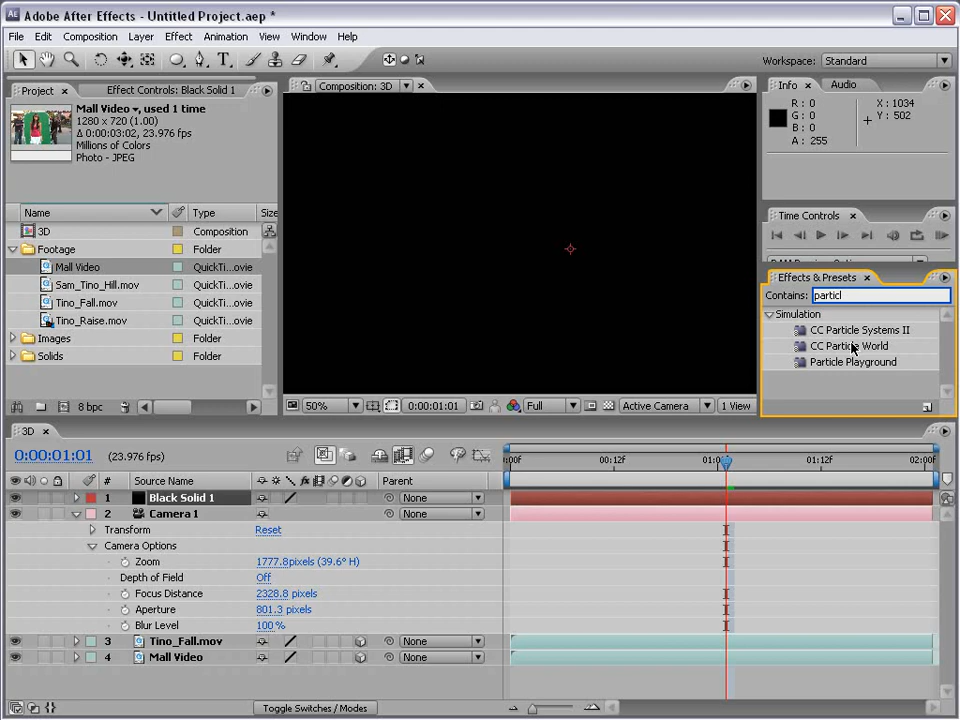 Adobe After Effects - Untitled Project.aep *
File Edit Composition Layer Effect Animation View Window Help
Workspace: Standard
Project Effect Controls: Black Solid 1
Mall Video, used 1 time
1280 x 720 (1.00)
Δ 0:00:03:02, 23.976 fps
Millions of Colors
Photo - JPEG
Name Type Size
3D Composition
Footage Folder
Mall Video QuickTi...ovie
Sam_Tino_Hill.mov QuickTi...ovie
Tino_Fall.mov QuickTi...ovie
Tino_Raise.mov QuickTi...ovie
Images Folder
Solids Folder
8 bpc
Composition: 3D
50% 0:00:01:01 Full Active Camera 1 View
Info Audio
R : 0 X : 1034
G : 0 Y : 502
B : 0
A : 255
Time Controls
Effects & Presets
Contains: particl
Simulation
CC Particle Systems II
CC Particle World
Particle Playground
3D
0:00:01:01 (23.976 fps)
:00f 00:12f 01:0 01:12f 02:00f
# Source Name Parent
1 Black Solid 1 None
2 Camera 1 None
Transform Reset
Camera Options
Zoom 1777.8pixels (39.6° H)
Depth of Field Off
Focus Distance 2328.8 pixels
Aperture 801.3 pixels
Blur Level 100 %
3 Tino_Fall.mov None
4 Mall Video None
Toggle Switches / Modes